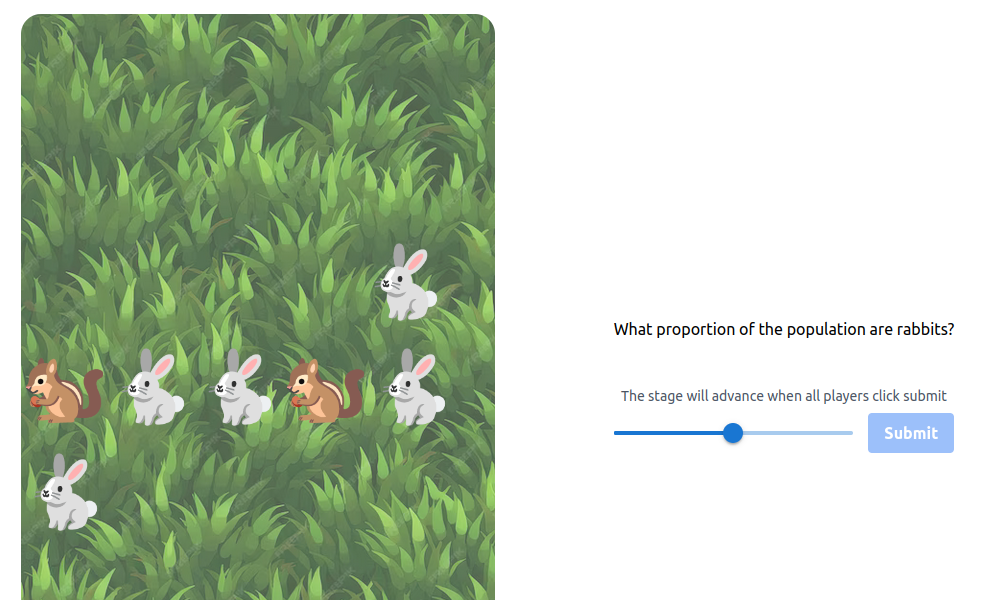 What proportion of the population are rabbits?
The stage will advance when all players click submit
Submit